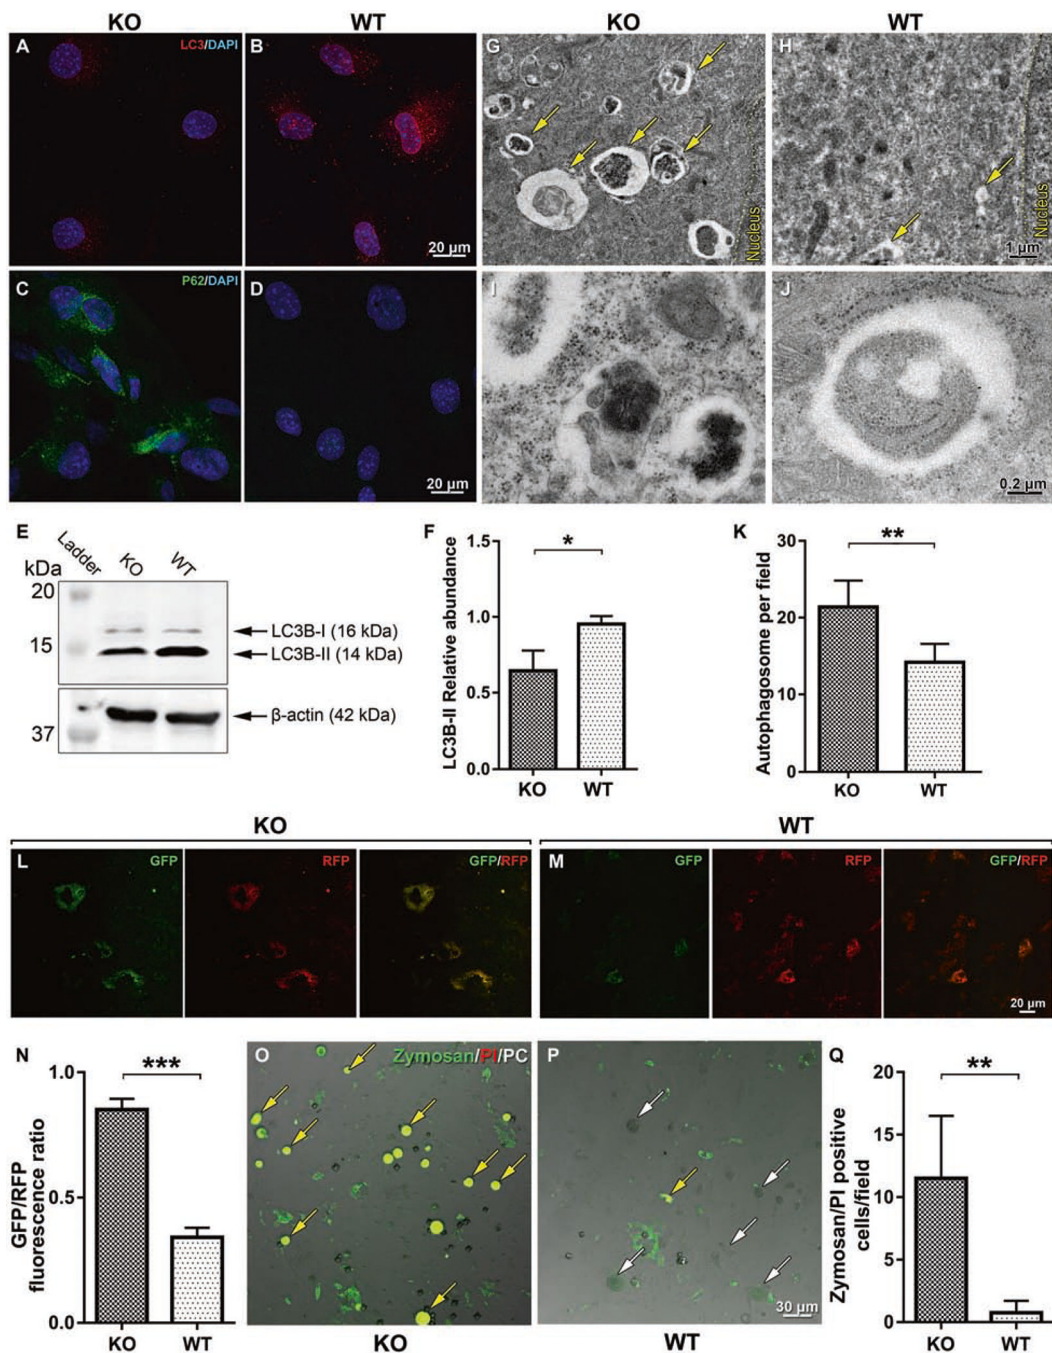 KO WT KO WT
A LC3/DAPI B G H
20 µm Nucleus 1 µm Nucleus
C P62/DAPI D I J
20 µm 0.2 µm
E F K
Ladder KO WT
kDa
20
15
37
LC3B-I (16 kDa)
LC3B-II (14 kDa)
β-actin (42 kDa)
LC3B-II Relative abundance
1.5
1.0
0.5
0.0
*
KO WT
Autophagosome per field
30
20
10
0
**
KO WT
KO WT
L GFP RFP GFP/RFP M GFP RFP GFP/RFP
20 µm
N O Zymosan/PI/PC P Q
GFP/RFP
fluorescence ratio
1.0
0.5
0.0
***
KO WT
30 µm
KO WT
Zymosan/PI positive
cells/field
20
15
10
5
0
**
KO WT